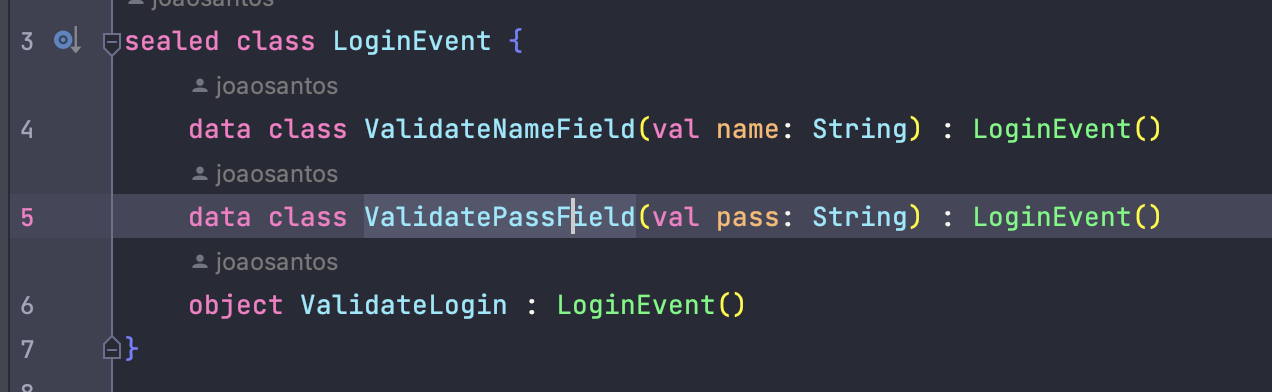 joaosantos
3 sealed class LoginEvent {
joaosantos
4 data class ValidateNameField(val name: String) : LoginEvent()
joaosantos
5 data class ValidatePassField(val pass: String) : LoginEvent()
joaosantos
6 object ValidateLogin : LoginEvent()
7 }
8